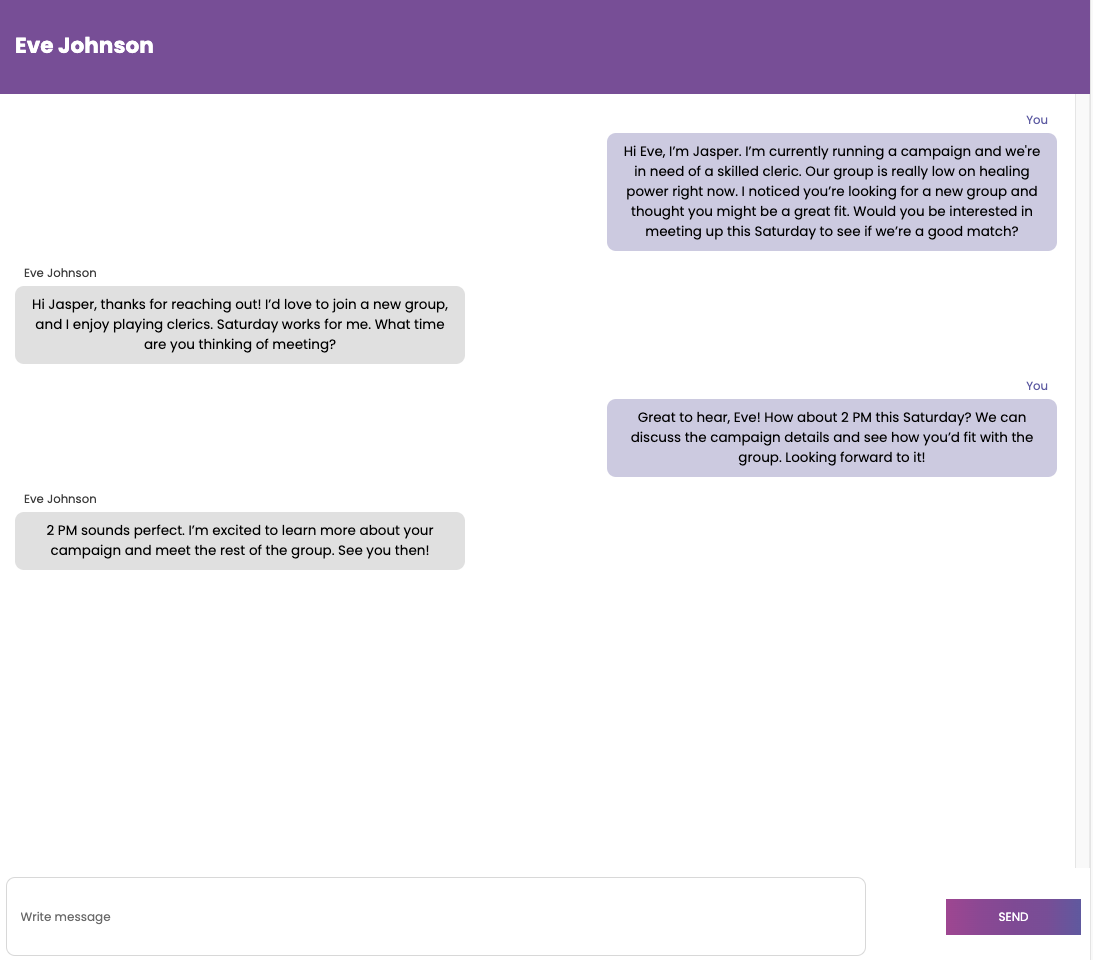 Eve Johnson
You
Hi Eve, I’m Jasper. I’m currently running a campaign and we're
in need of a skilled cleric. Our group is really low on healing
power right now. I noticed you’re looking for a new group and
thought you might be a great fit. Would you be interested in
meeting up this Saturday to see if we’re a good match?
Eve Johnson
Hi Jasper, thanks for reaching out! I’d love to join a new group,
and I enjoy playing clerics. Saturday works for me. What time
are you thinking of meeting?
You
Great to hear, Eve! How about 2 PM this Saturday? We can
discuss the campaign details and see how you’d fit with the
group. Looking forward to it!
Eve Johnson
2 PM sounds perfect. I’m excited to learn more about your
campaign and meet the rest of the group. See you then!
Write message
SEND